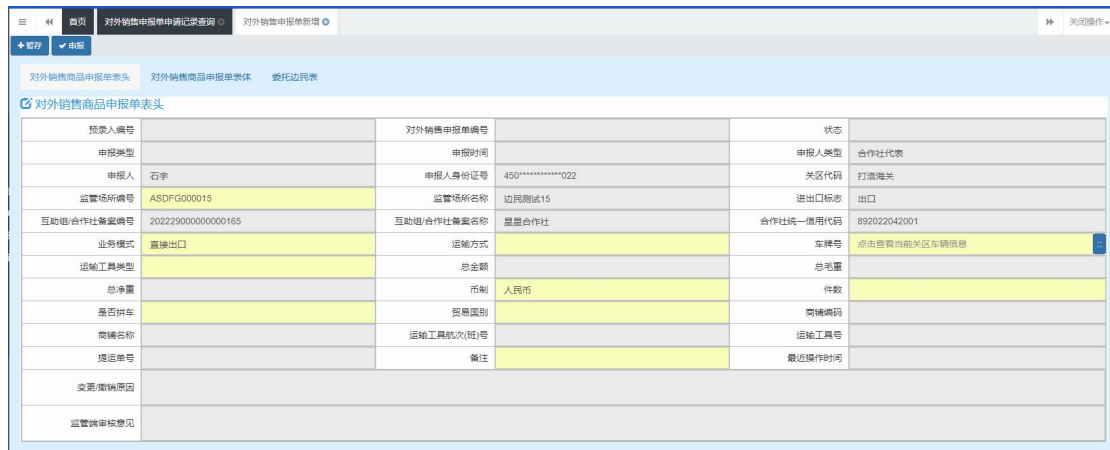 首页 对外销售申报单申请记录查询 对外销售申报单新增 关闭操作
暂存 申报
对外销售商品申报单表头 对外销售商品申报单表体 委托边民表
对外销售商品申报单表头
预录入编号 对外销售申报单编号 状态
申报类型 申报时间 申报人类型 合作社代表
申报人 石宇 申报人身份证号 450************022 关区代码 打洛海关
监管场所编号 ASDFG000015 监管场所名称 边民测试15 进出口标志 出口
互助组/合作社备案编号 202229000000000165 互助组/合作社备案名称 星星合作社 合作社统一信用代码 892022042001
业务模式 直接出口 运输方式 车牌号 点击查看当前关区车辆信息
运输工具类型 总金额 总毛重
总净重 币制 人民币 件数
是否拼车 贸易国别 商铺编码
商铺名称 运输工具航次(班)号 运输工具号
提运单号 备注 最近操作时间
变更/撤销原因
监管端审核意见